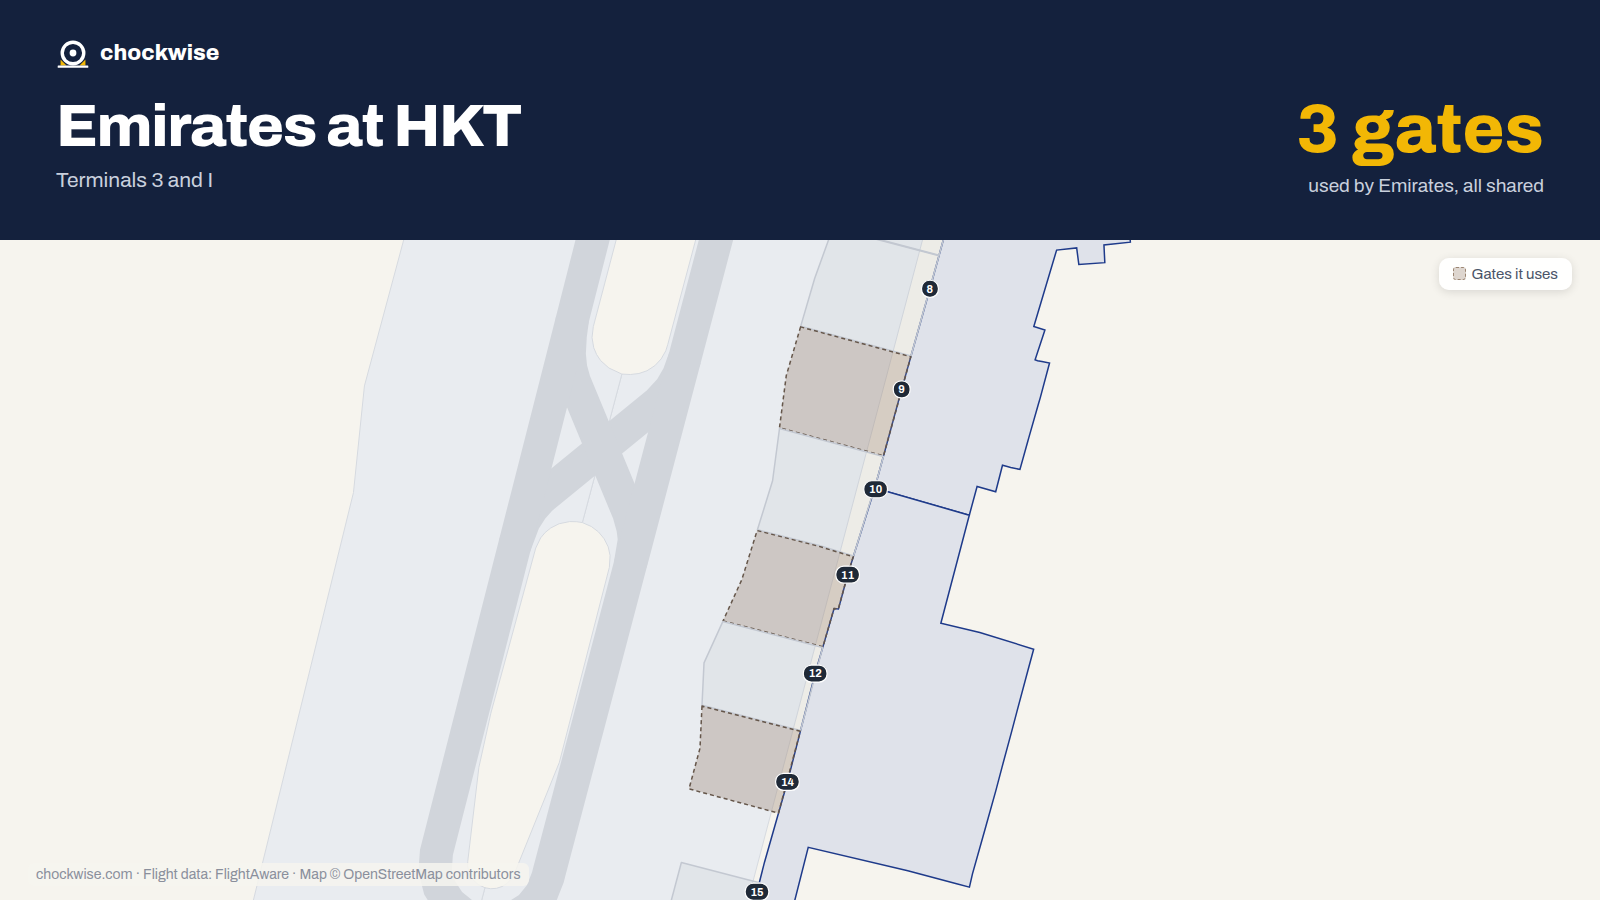 chockwise
Emirates at HKT
Terminals 3 and I
3 gates
used by Emirates, all shared
Gates it uses
8
9
10
11
12
14
15
chockwise.com · Flight data: FlightAware · Map © OpenStreetMap contributors